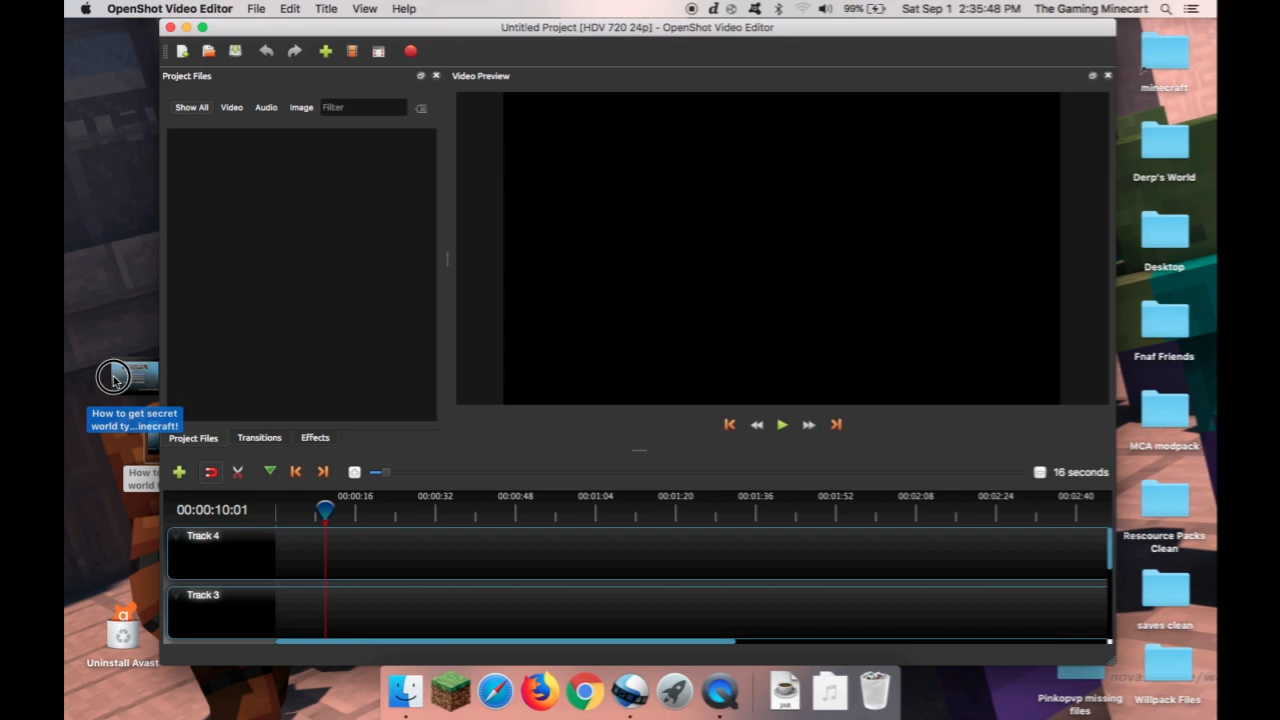 OpenShot Video Editor File Edit Title View Help 99% Sat Sep 1 2:35:48 PM The Gaming Minecart
Untitled Project [HDV 720 24p] - OpenShot Video Editor
Project Files Video Preview
Show All Video Audio Image Filter
minecraft
Derp's World
Desktop
Fnaf Friends
How to get secret
world ty...inecraft!
Project Files Transitions Effects
MCA modpack
How to
world t
16 seconds
00:00:16 00:00:32 00:00:48 00:01:04 00:01:20 00:01:36 00:01:52 00:02:08 00:02:24 00:02:40
00:00:10:01
Track 4
Rescource Packs
Clean
Track 3
saves clean
Uninstall Avast
JAR
Pinkopvp missing
files
Willpack Files